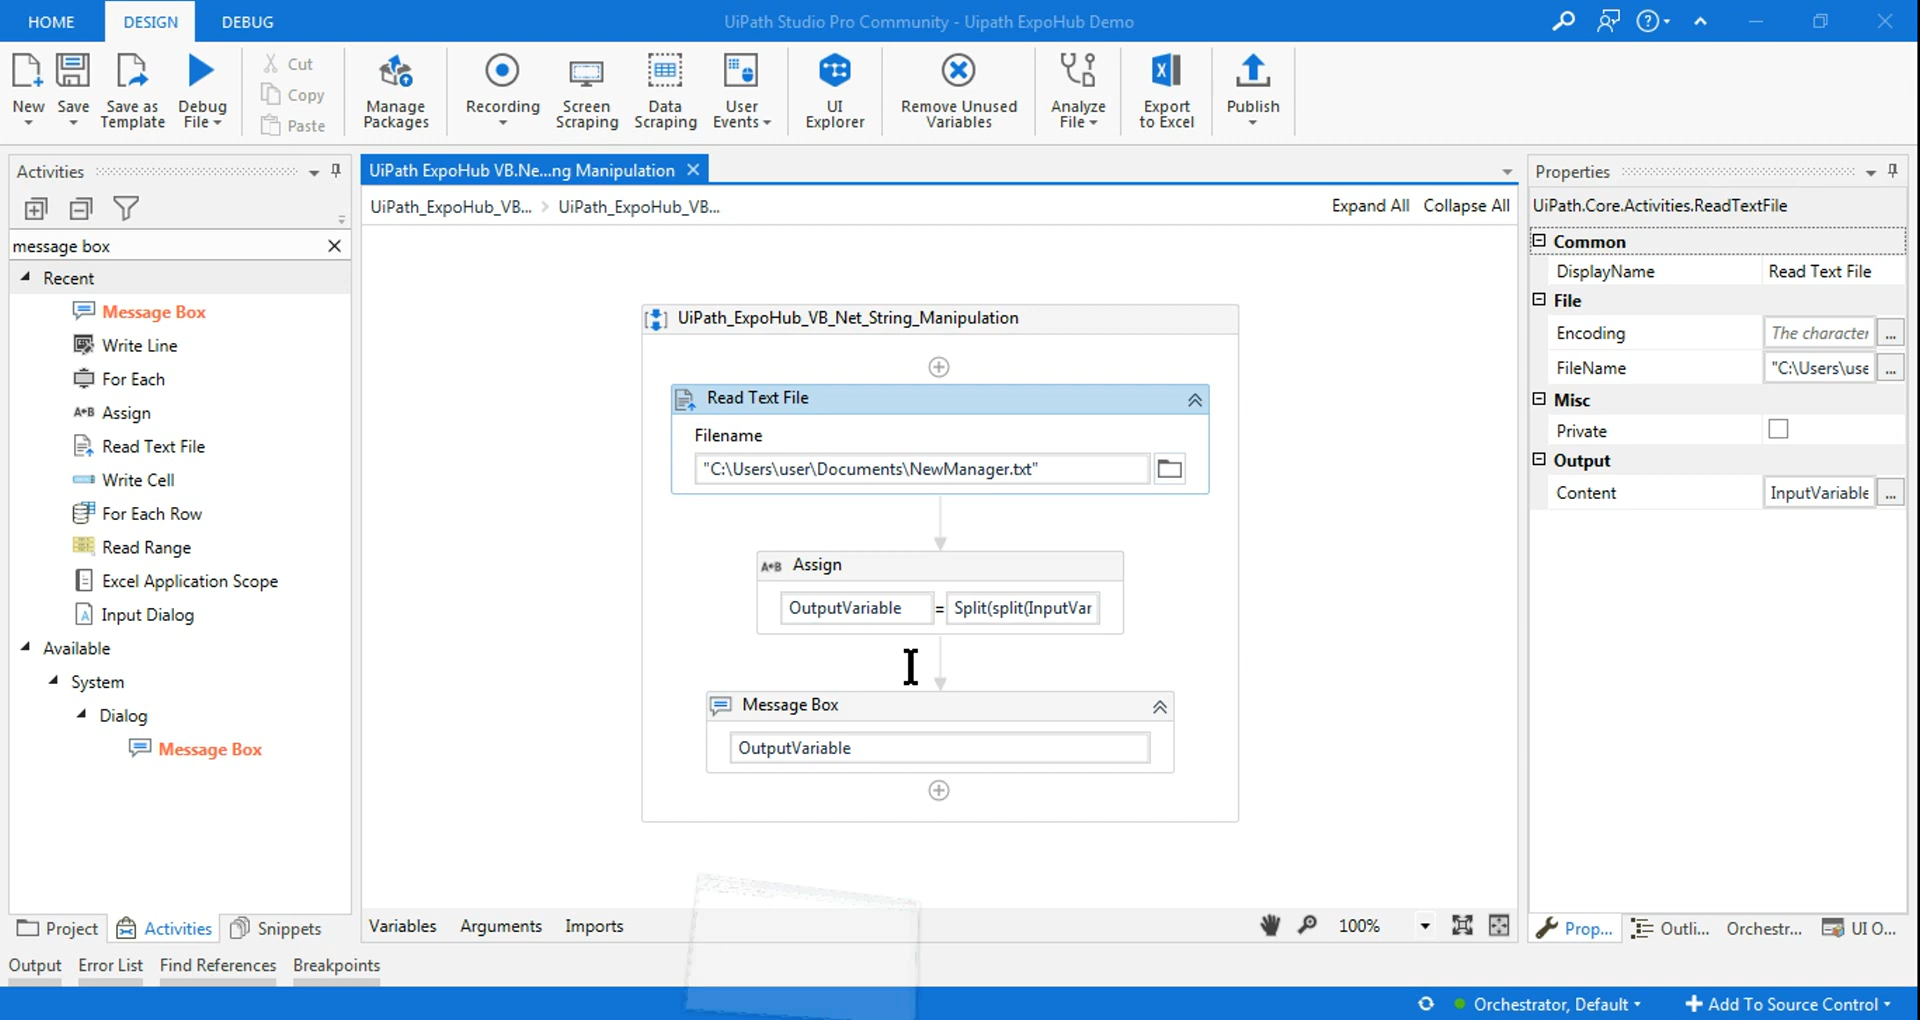 HOME DESIGN DEBUG UiPath Studio Pro Community - Uipath ExpoHub Demo
New Save Save as Template Debug File Cut Copy Paste Manage Packages Recording Screen Scraping Data Scraping User Events UI Explorer Remove Unused Variables Analyze File Export to Excel Publish
Activities
message box
Recent
Message Box
Write Line
For Each
A+B Assign
Read Text File
Write Cell
For Each Row
Read Range
Excel Application Scope
Input Dialog
Available
System
Dialog
Message Box
Project Activities Snippets
UiPath ExpoHub VB.Ne...ng Manipulation
UiPath_ExpoHub_VB... UiPath_ExpoHub_VB... Expand All Collapse All
UiPath_ExpoHub_VB_Net_String_Manipulation
Read Text File
Filename
"C:\Users\user\Documents\NewManager.txt"
A+B Assign
OutputVariable = Split(split(InputVar
Message Box
OutputVariable
Variables Arguments Imports 100%
Properties
UiPath.Core.Activities.ReadTextFile
Common
DisplayName Read Text File
File
Encoding The character ...
FileName "C:\Users\use ...
Misc
Private
Output
Content InputVariable ...
Prop... Outli... Orchestr... UI O...
Output Error List Find References Breakpoints
Orchestrator, Default Add To Source Control